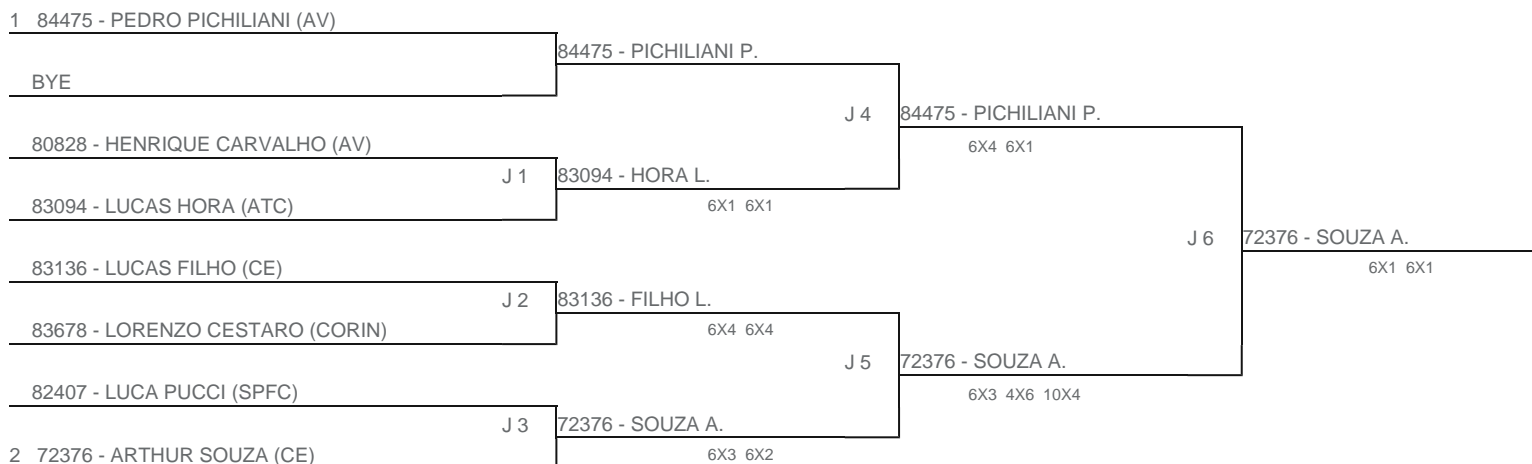 1 84475 - PEDRO PICHILIANI (AV)
84475 - PICHILIANI P.
BYE
J 4
84475 - PICHILIANI P.
6X4 6X1
80828 - HENRIQUE CARVALHO (AV)
J 1
83094 - HORA L.
6X1 6X1
83094 - LUCAS HORA (ATC)
J 6
72376 - SOUZA A.
6X1 6X1
83136 - LUCAS FILHO (CE)
J 2
83136 - FILHO L.
6X4 6X4
83678 - LORENZO CESTARO (CORIN)
J 5
72376 - SOUZA A.
6X3 4X6 10X4
82407 - LUCA PUCCI (SPFC)
J 3
72376 - SOUZA A.
6X3 6X2
2 72376 - ARTHUR SOUZA (CE)